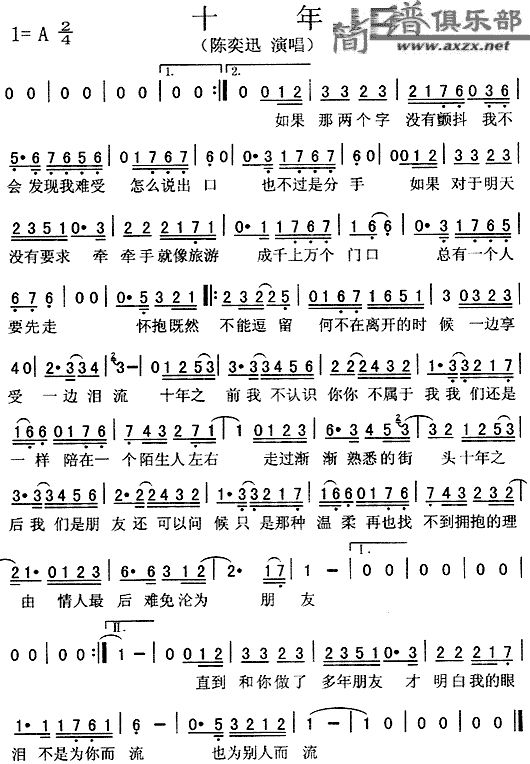 十 年
简谱俱乐部
www.axzx.net
1= A 2/4
(陈奕迅 演唱)
1. 2.
0 0 | 0 0 | 0 0 | 0 0 :‖ 0 0 1 2 | 3 3 2 3 | 2 1 7 6 0 3 6 |
如果 那两个字 没有颤抖 我不
5· 6 7 6 5 6 | 0 1 7 6 7 | 6 0 | 0· 3 1 7 6 7 | 6 0 | 0 0 1 2 | 3 3 2 3 |
会 发现我难受 怎么说出 口 也不过是分 手 如果 对于明天
2 3 5 1 0· 3 | 2 2 2 1 7 1 | 0· 1 1 7 6 7 | 1 6 6 | 0· 3 1 7 6 5 |
没有要求 牵 牵手就像旅游 成千上万个 门口 总有一个人
6 7 6 | 0 0 | 0· 5 3 2 1 ‖: 2· 3 2 2 5 | 0 1 6 7 1 6 5 1 | 3 0 3 2 3 |
要先走 怀抱既然 不能逗 留 何不在离开的时 候 一边享
4 0 | 2· 3 3 4 | 3 - | 0 1 2 5 3 | 2· 3 3 4 5 6 | 2 2 2 4 3 2 | 1· 3 3 2 1 7 |
受 一边泪流 十年之 前我不认识 你你不属于 我我们还是
1 6 6 0 1 7 6 | 7 4 3 2 7 1 | 1 0 3 2 1 | 2· 5 6 | 3· 3 4 5 3 | 3 2 1 2 5 3 |
一样 陪在一 个陌生人左右 走过渐 渐 熟悉的街 头十年之
3· 3 3 4 5 6 | 2 2 2 4 3 2 | 1· 3 3 2 1 7 | 1 6 6 0 1 7 6 | 7 4 3 2 7 1 |
后我们是朋 友还可以问 候只是那种 温柔再也找 不到拥抱的理
2 1· 0 1 2 3 | 6· 6 3 1 2 | 2· 1 7 | 1 - | 0 0 | 0 0 | 0 0 |
I.
由 情人最 后难免沦为 朋 友
II.
0 0 | 0 0 :‖ 1 - | 0 0 1 2 | 3 3 2 3 | 2 3 5 1 0· 3 | 2 2 2 1 7 |
直到 和你做了 多年朋友 才 明白我的眼
1· 1 1 7 6 1 | 6 - | 0· 5 3 2 3 1 | 1 - | 1 0 | 0 0 | 0 0 ‖
泪 不是为你而 流 也为别人而 流